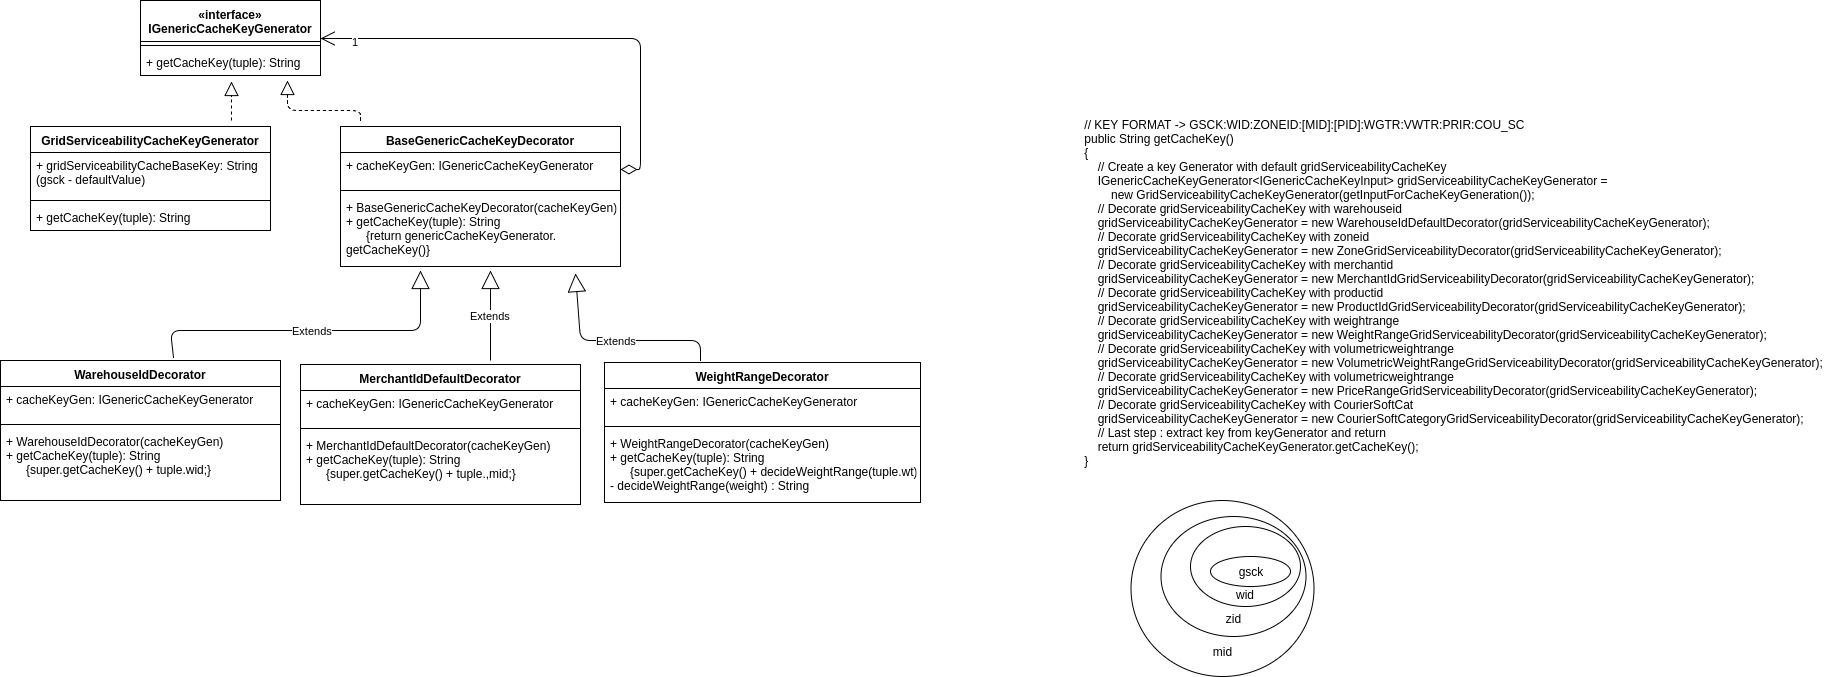 «interface»
IGenericCacheKeyGenerator
+ getCacheKey(tuple): String
1
GridServiceabilityCacheKeyGenerator
+ gridServiceabilityCacheBaseKey: String
(gsck - defaultValue)
+ getCacheKey(tuple): String
BaseGenericCacheKeyDecorator
+ cacheKeyGen: IGenericCacheKeyGenerator
+ BaseGenericCacheKeyDecorator(cacheKeyGen)
+ getCacheKey(tuple): String
{return genericCacheKeyGenerator.
getCacheKey()}
Extends
Extends
Extends
WarehouseIdDecorator
+ cacheKeyGen: IGenericCacheKeyGenerator
+ WarehouseIdDecorator(cacheKeyGen)
+ getCacheKey(tuple): String
{super.getCacheKey() + tuple.wid;}
MerchantIdDefaultDecorator
+ cacheKeyGen: IGenericCacheKeyGenerator
+ MerchantIdDefaultDecorator(cacheKeyGen)
+ getCacheKey(tuple): String
{super.getCacheKey() + tuple.,mid;}
WeightRangeDecorator
+ cacheKeyGen: IGenericCacheKeyGenerator
+ WeightRangeDecorator(cacheKeyGen)
+ getCacheKey(tuple): String
{super.getCacheKey() + decideWeightRange(tuple.wt)
- decideWeightRange(weight) : String
// KEY FORMAT -> GSCK:WID:ZONEID:[MID]:[PID]:WGTR:VWTR:PRIR:COU_SC
public String getCacheKey()
{
// Create a key Generator with default gridServiceabilityCacheKey
IGenericCacheKeyGenerator<IGenericCacheKeyInput> gridServiceabilityCacheKeyGenerator =
new GridServiceabilityCacheKeyGenerator(getInputForCacheKeyGeneration());
// Decorate gridServiceabilityCacheKey with warehouseid
gridServiceabilityCacheKeyGenerator = new WarehouseIdDefaultDecorator(gridServiceabilityCacheKeyGenerator);
// Decorate gridServiceabilityCacheKey with zoneid
gridServiceabilityCacheKeyGenerator = new ZoneGridServiceabilityDecorator(gridServiceabilityCacheKeyGenerator);
// Decorate gridServiceabilityCacheKey with merchantid
gridServiceabilityCacheKeyGenerator = new MerchantIdGridServiceabilityDecorator(gridServiceabilityCacheKeyGenerator);
// Decorate gridServiceabilityCacheKey with productid
gridServiceabilityCacheKeyGenerator = new ProductIdGridServiceabilityDecorator(gridServiceabilityCacheKeyGenerator);
// Decorate gridServiceabilityCacheKey with weightrange
gridServiceabilityCacheKeyGenerator = new WeightRangeGridServiceabilityDecorator(gridServiceabilityCacheKeyGenerator);
// Decorate gridServiceabilityCacheKey with volumetricweightrange
gridServiceabilityCacheKeyGenerator = new VolumetricWeightRangeGridServiceabilityDecorator(gridServiceabilityCacheKeyGenerator);
// Decorate gridServiceabilityCacheKey with volumetricweightrange
gridServiceabilityCacheKeyGenerator = new PriceRangeGridServiceabilityDecorator(gridServiceabilityCacheKeyGenerator);
// Decorate gridServiceabilityCacheKey with CourierSoftCat
gridServiceabilityCacheKeyGenerator = new CourierSoftCategoryGridServiceabilityDecorator(gridServiceabilityCacheKeyGenerator);
// Last step : extract key from keyGenerator and return
return gridServiceabilityCacheKeyGenerator.getCacheKey();
}
gsck
wid
zid
mid